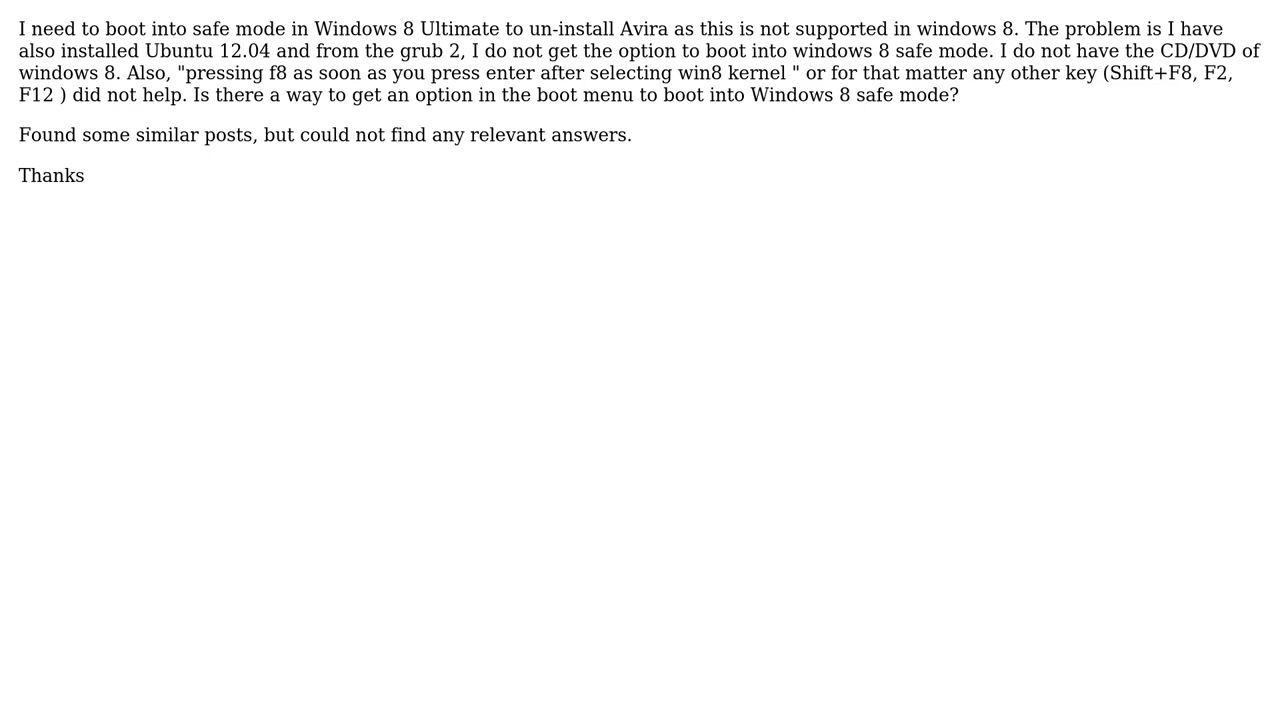 I need to boot into safe mode in Windows 8 Ultimate to un-install Avira as this is not supported in windows 8. The problem is I have
also installed Ubuntu 12.04 and from the grub 2, I do not get the option to boot into windows 8 safe mode. I do not have the CD/DVD of
windows 8. Also, "pressing f8 as soon as you press enter after selecting win8 kernel " or for that matter any other key (Shift+F8, F2,
F12 ) did not help. Is there a way to get an option in the boot menu to boot into Windows 8 safe mode?
Found some similar posts, but could not find any relevant answers.
Thanks